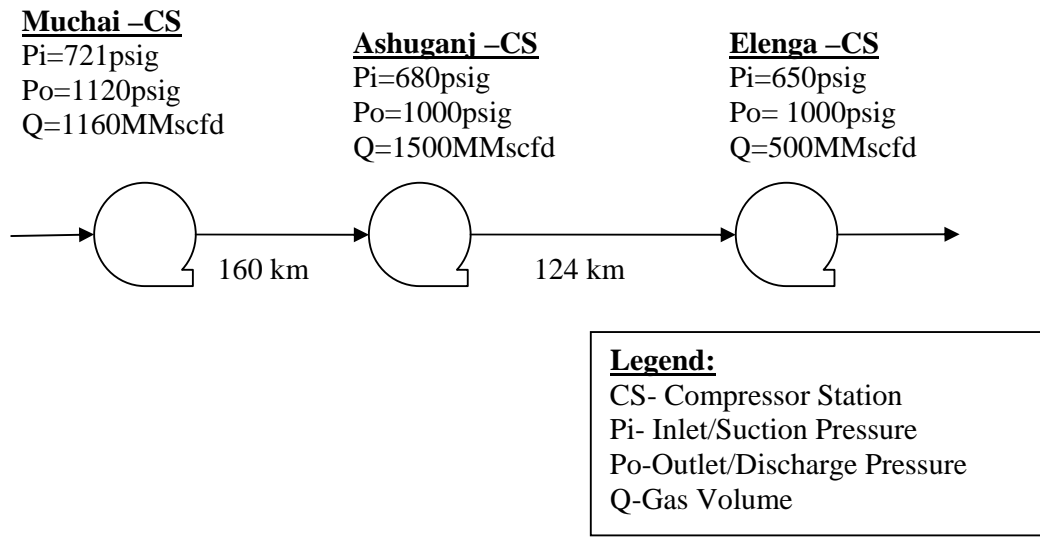 Muchai –CS
Pi=721psig
Po=1120psig
Q=1160MMscfd
Ashuganj –CS
Pi=680psig
Po=1000psig
Q=1500MMscfd
Elenga –CS
Pi=650psig
Po= 1000psig
Q=500MMscfd
160 km
124 km
Legend:
CS- Compressor Station
Pi- Inlet/Suction Pressure
Po-Outlet/Discharge Pressure
Q-Gas Volume